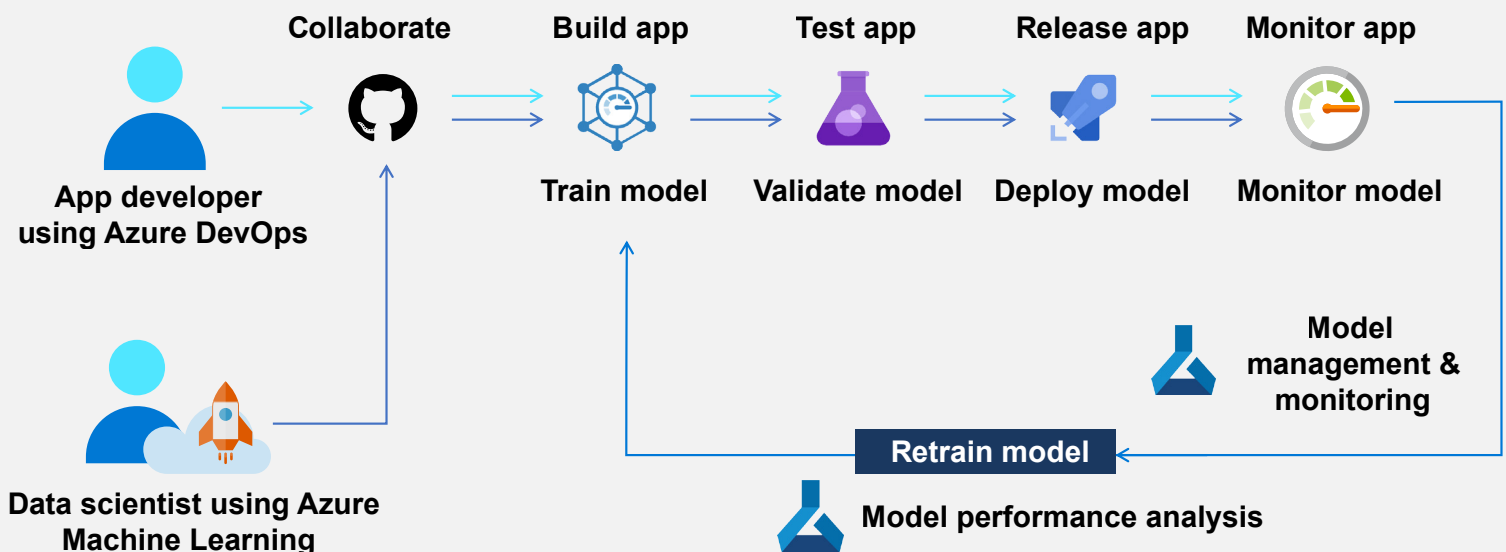 Collaborate
Build app
Test app
Release app
Monitor app
App developer
using Azure DevOps
Train model
Validate model
Deploy model
Monitor model
Model
management &
monitoring
Retrain model
Data scientist using Azure
Machine Learning
Model performance analysis